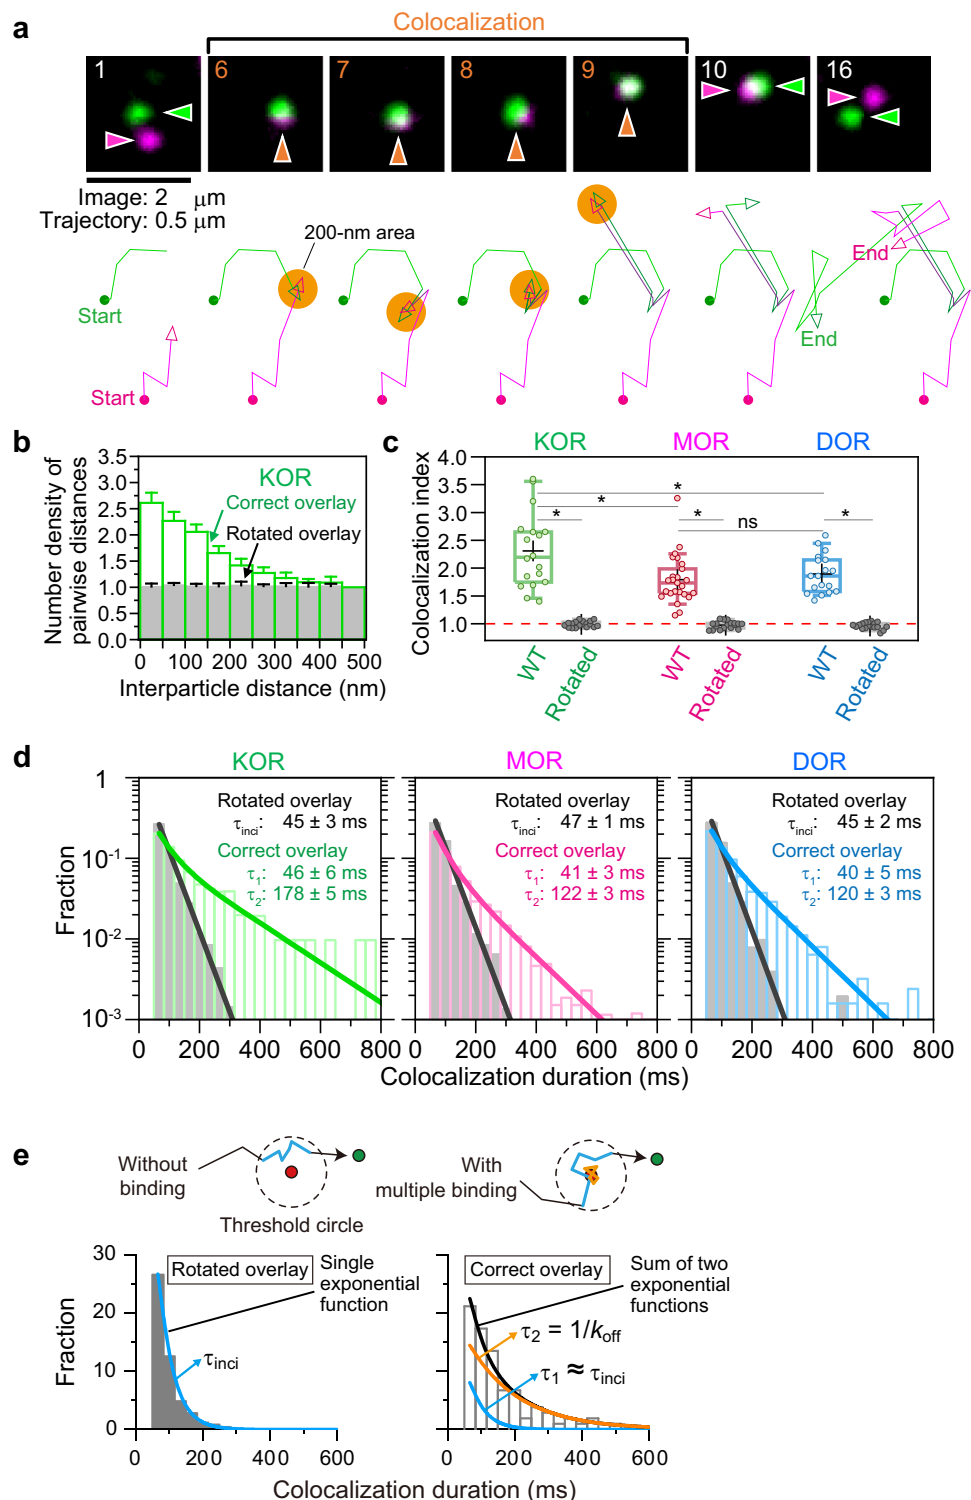 a
Colocalization
1
6
7
8
9
10
16
Image: 2 μm
Trajectory: 0.5 μm
200-nm area
Start
Start
End
End
b
Number density of
pairwise distances
3.5
3.0
2.5
2.0
1.5
1.0
0.5
0.0
KOR
Correct overlay
Rotated overlay
0 100 200 300 400 500
Interparticle distance (nm)
c
KOR MOR DOR
Colocalization index
4.0
3.5
3.0
2.5
2.0
1.5
1.0
*
*
*
*
ns
*
WT
Rotated
WT
Rotated
WT
Rotated
d
KOR
MOR
DOR
Fraction
1
10-1
10-2
10-3
Rotated overlay
τinci: 45 ± 3 ms
Correct overlay
τ1: 46 ± 6 ms
τ2: 178 ± 5 ms
Rotated overlay
τinci: 47 ± 1 ms
Correct overlay
τ1: 41 ± 3 ms
τ2: 122 ± 3 ms
Rotated overlay
τinci: 45 ± 2 ms
Correct overlay
τ1: 40 ± 5 ms
τ2: 120 ± 3 ms
0 200 400 600 800
0 200 400 600 800
0 200 400 600 800
Colocalization duration (ms)
e
Without
binding
Threshold circle
With
multiple binding
Fraction
30
20
10
0
Rotated overlay
Single
exponential
function
τinci
0 200 400 600
Correct overlay
Sum of two
exponential
functions
τ2 = 1/koff
τ1 ≈ τinci
0 200 400 600
Colocalization duration (ms)